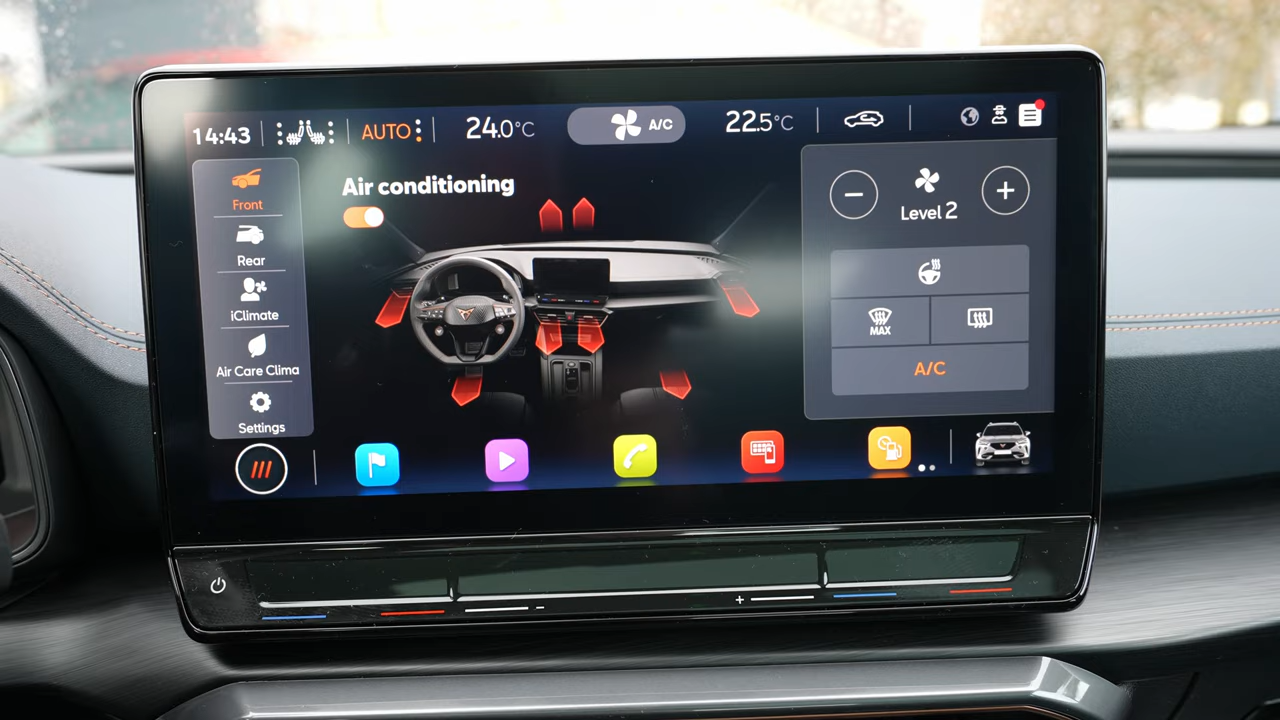 14:43 AUTO 24.0°C A/C 22.5°C
Front
Rear
iClimate
Air Care Clima
Settings
Air conditioning
− +
Level 2
MAX
A/C
+ −